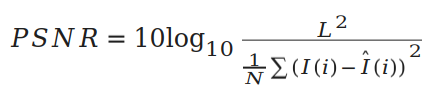 PSNR = 10log₁₀ L² / (1/N ∑ (I(i) − Î(i))²)